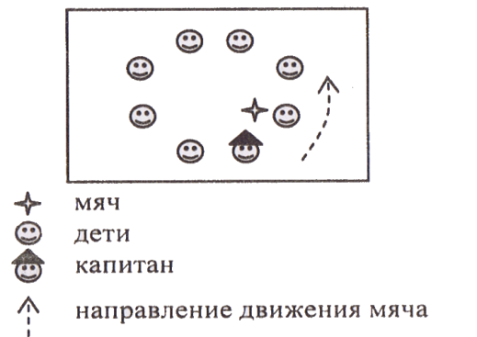 мяч
дети
капитан
направление движения мяча